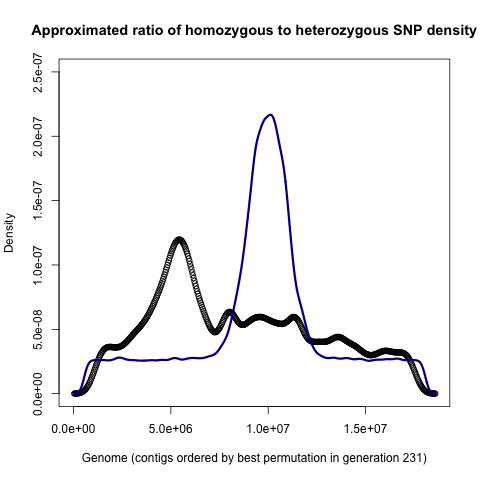 Approximated ratio of homozygous to heterozygous SNP density
Density
2.5e-07
2.0e-07
1.5e-07
1.0e-07
5.0e-08
0.0e+00
0.0e+00 5.0e+06 1.0e+07 1.5e+07
Genome (contigs ordered by best permutation in generation 231)